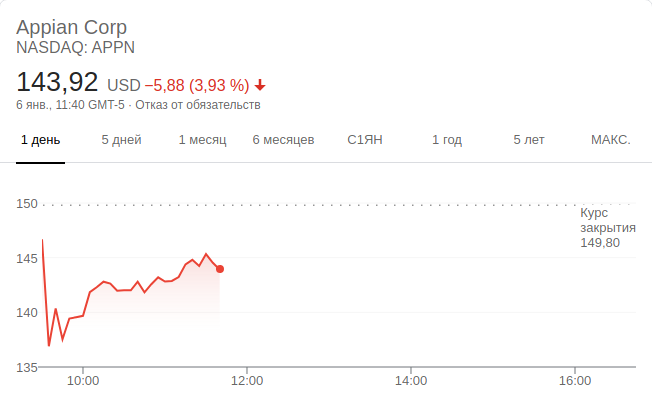 Appian Corp
NASDAQ: APPN
143,92 USD −5,88 (3,93 %)
6 янв., 11:40 GMT-5 · Отказ от обязательств
1 день 5 дней 1 месяц 6 месяцев С1ЯН 1 год 5 лет МАКС.
150
Курс
закрытия
149,80
145
140
135
10:00 12:00 14:00 16:00